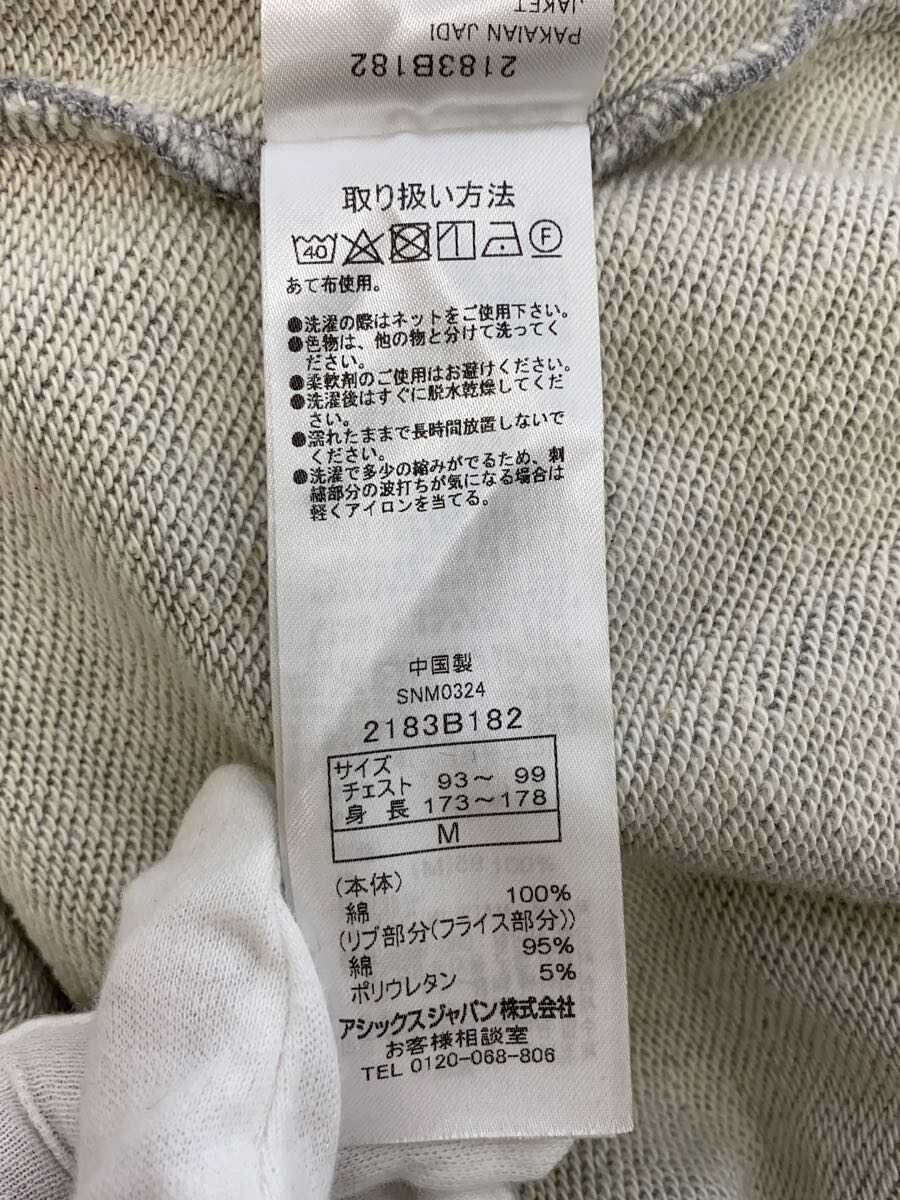 JAKET
PAKAIAN JADI
2183B182
取り扱い方法
40 F
あて布使用。
●洗濯の際はネットをご使用下さい。
●色物は、他の物と分けて洗ってく
ださい。
●柔軟剤のご使用はお避けください。
●洗濯後はすぐに脱水乾燥してくだ
さい。
●濡れたままで長時間放置しないで
ください。
●洗濯で多少の縮みがでるため、刺
繍部分の波打ちが気になる場合は
軽くアイロンを当てる。
中国製
SNM0324
2183B182
サイズ
チェスト 93～ 99
身長 173～178
M
(本体)
綿 100%
(リブ部分(フライス部分))
綿 95%
ポリウレタン 5%
アシックスジャパン株式会社
お客様相談室
TEL 0120-068-806